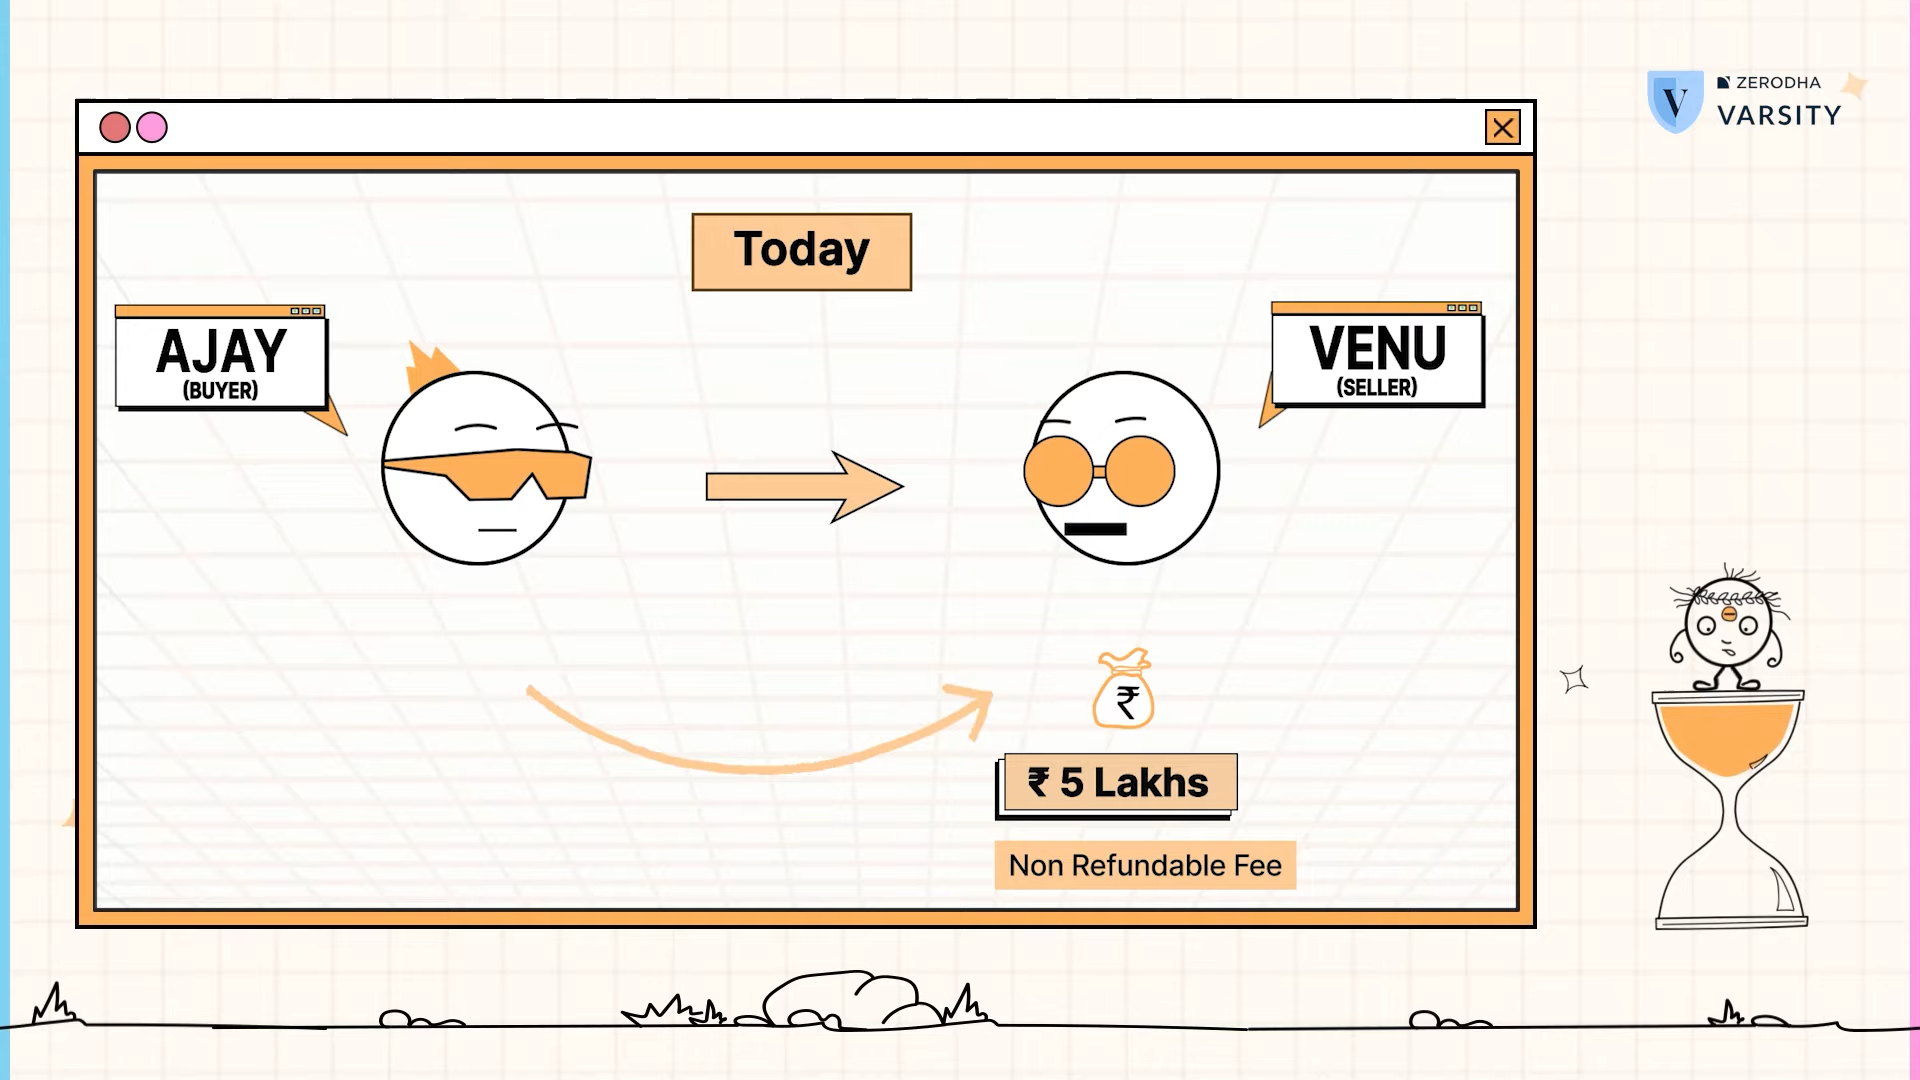 V ZERODHA
VARSITY
Today
AJAY
(BUYER)
VENU
(SELLER)
₹
₹ 5 Lakhs
Non Refundable Fee